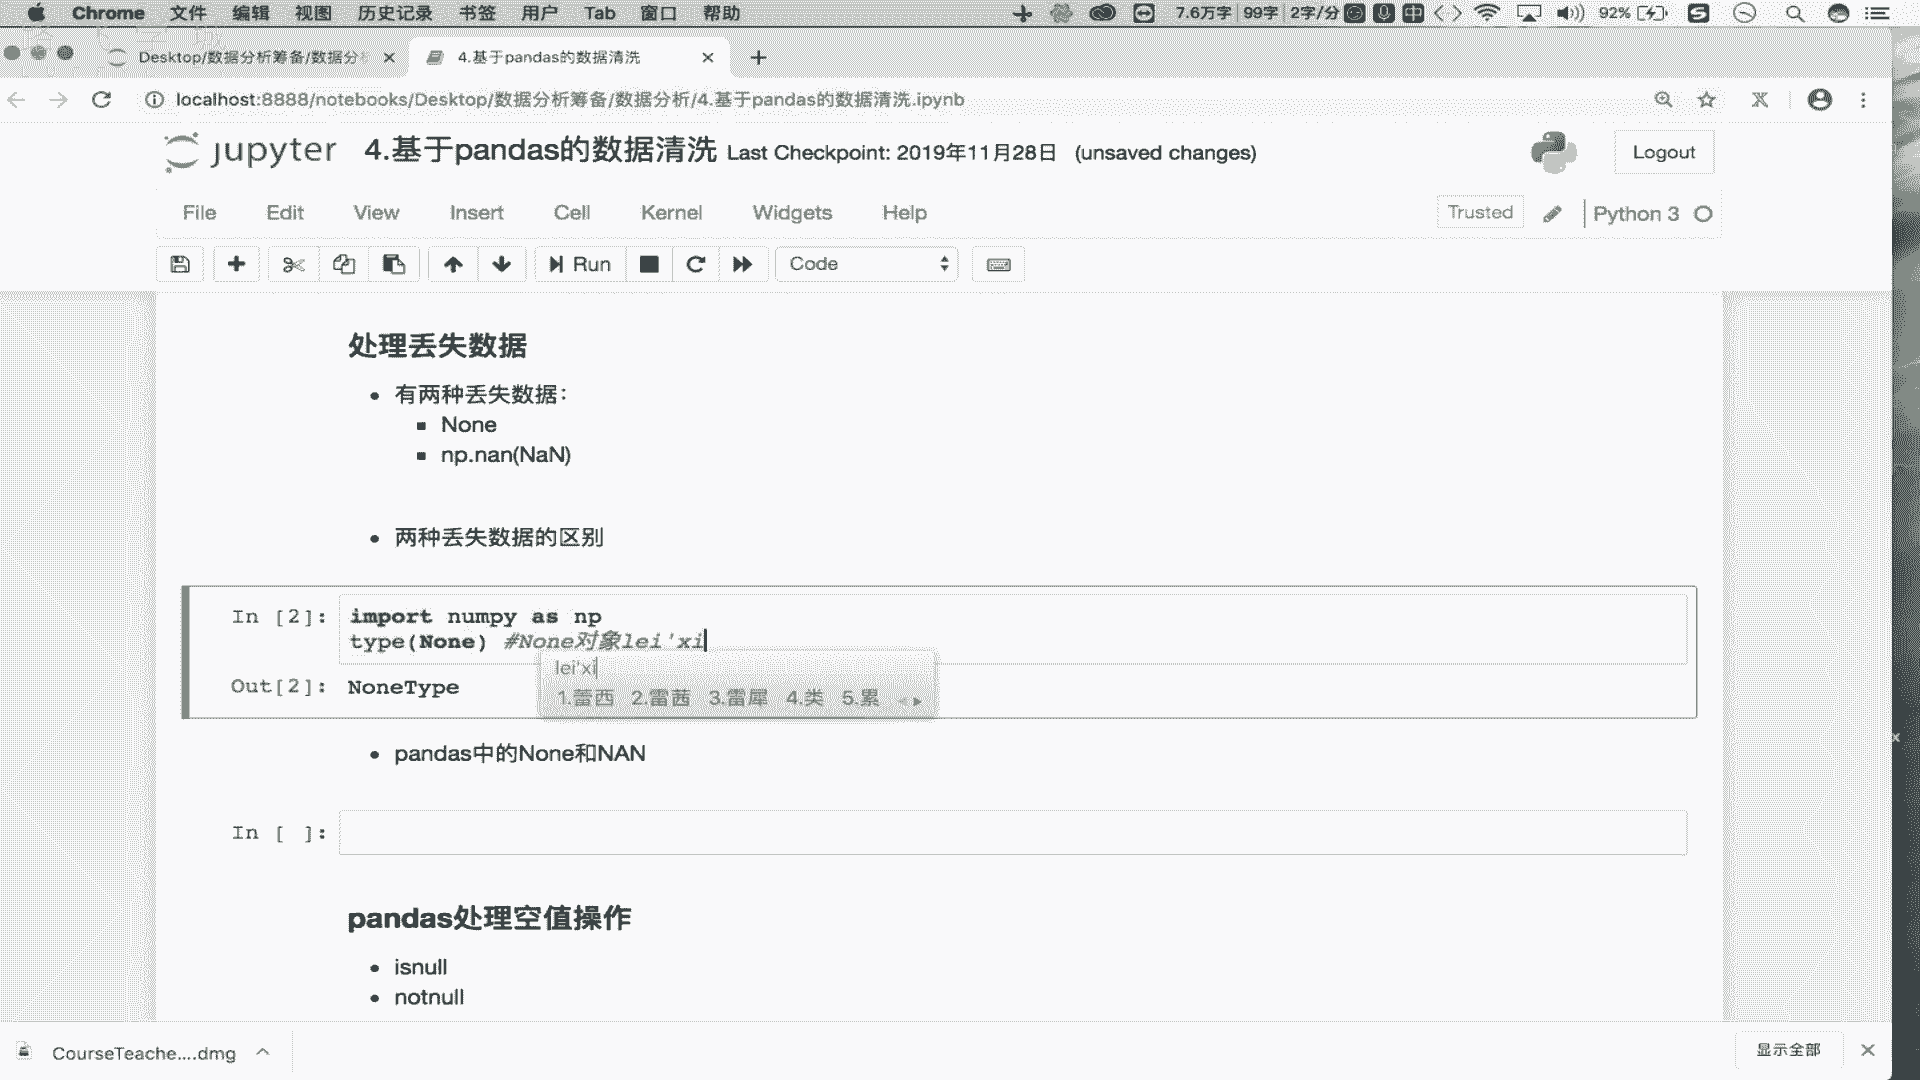 Chrome 文件 编辑 视图 历史记录 书签 用户 Tab 窗口 帮助 7.6万字 99字 2字/分 中 92%
Desktop/数据分析筹备/数据分 4.基于pandas的数据清洗
localhost:8888/notebooks/Desktop/数据分析筹备/数据分析/4.基于pandas的数据清洗.ipynb
jupyter 4.基于pandas的数据清洗 Last Checkpoint: 2019年11月28日 (unsaved changes) Logout
File Edit View Insert Cell Kernel Widgets Help Trusted Python 3
Run Code
处理丢失数据
有两种丢失数据：
None
np.nan(NaN)
两种丢失数据的区别
In [2]: import numpy as np
type(None) #None对象lei'xi
lei'xi
Out[2]: NoneType 1.蕾西 2.雷茜 3.雷犀 4.类 5.累
pandas中的None和NAN
In [ ]:
pandas处理空值操作
isnull
notnull
CourseTeache....dmg 显示全部